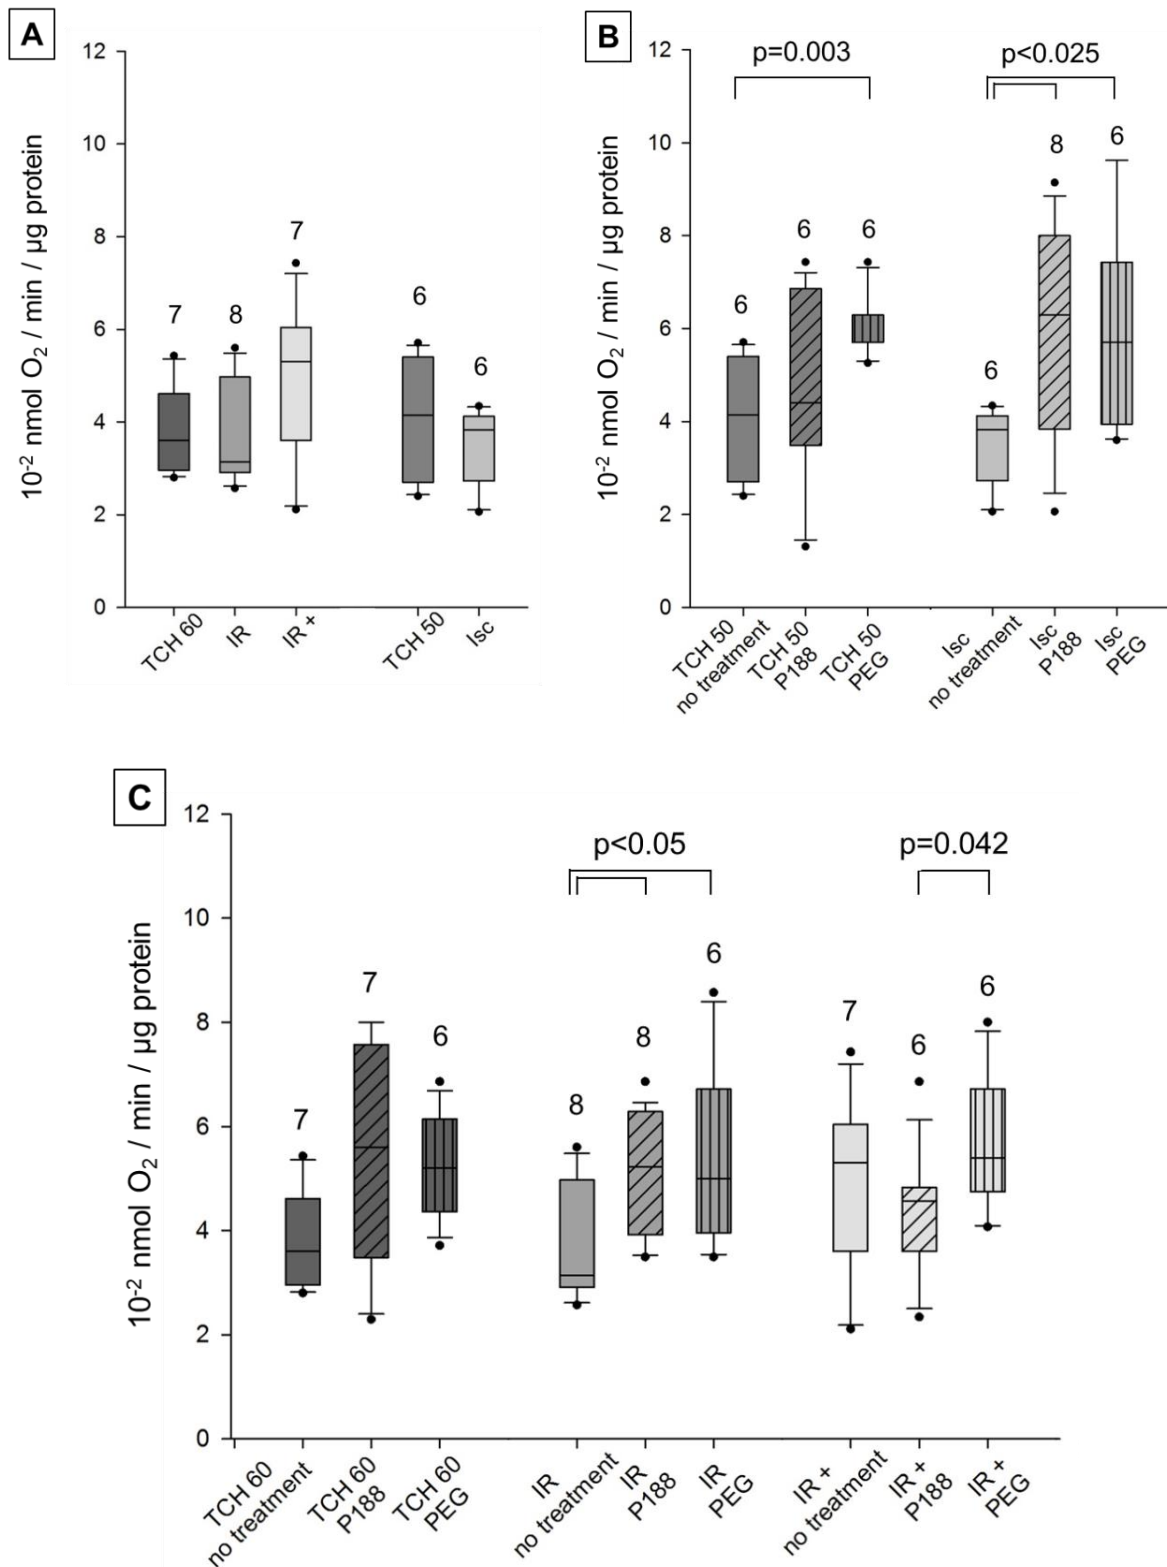 A
10-2 nmol O2 / min / µg protein
12
10
8
6
4
2
0
7
8
7
6
6
TCH 60
IR
IR +
TCH 50
Isc
B
10-2 nmol O2 / min / µg protein
12
10
8
6
4
2
0
p=0.003
p<0.025
6
6
6
6
8
6
TCH 50
no treatment
TCH 50
P188
TCH 50
PEG
Isc
no treatment
Isc
P188
Isc
PEG
C
10-2 nmol O2 / min / µg protein
12
10
8
6
4
2
0
p<0.05
p=0.042
7
7
6
8
8
6
7
6
6
TCH 60
no treatment
TCH 60
P188
TCH 60
PEG
IR
no treatment
IR
P188
IR
PEG
IR +
no treatment
IR +
P188
IR +
PEG